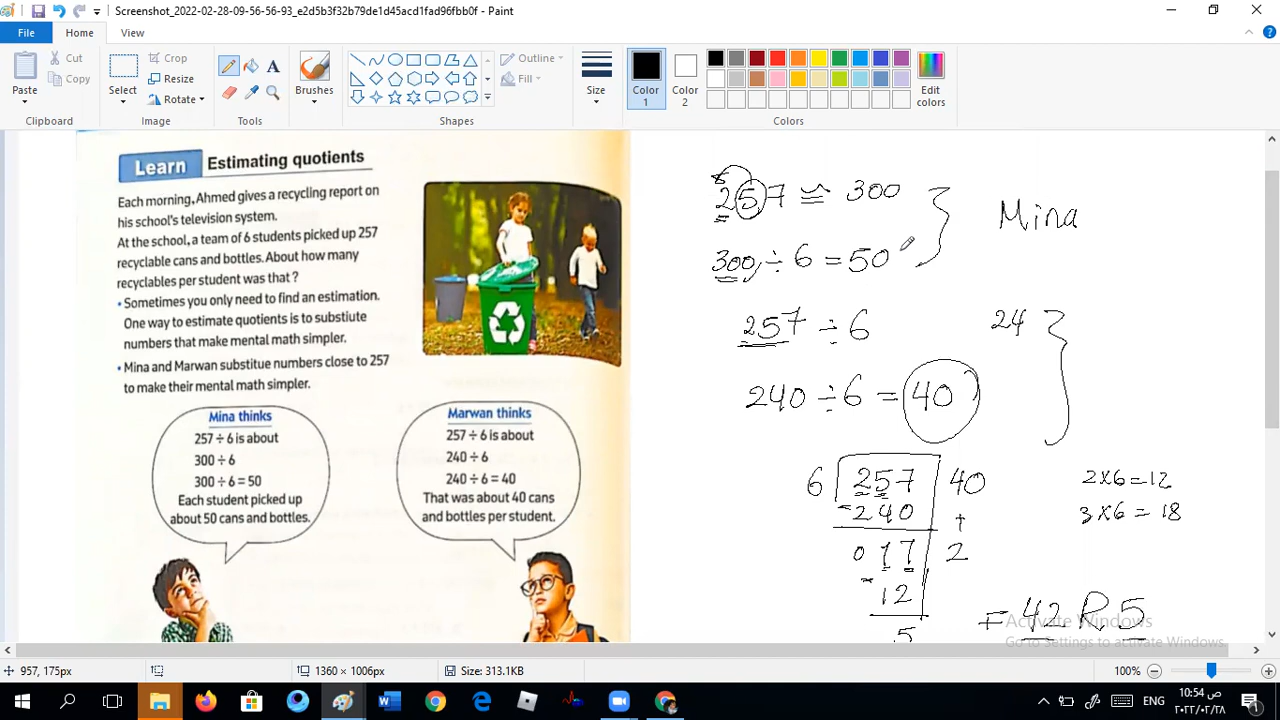 Screenshot_2022-02-28-09-56-56-93_e2d5b3f32b79de1d45acd1fad96fbb0f - Paint
File Home View
Paste Cut Copy Clipboard
Select Crop Resize Rotate Image
Tools
Brushes
Outline Fill Shapes
Size
Color 1 Color 2 Edit colors Colors
Learn Estimating quotients
Each morning, Ahmed gives a recycling report on
his school's television system.
At the school, a team of 6 students picked up 257
recyclable cans and bottles. About how many
recyclables per student was that ?
• Sometimes you only need to find an estimation.
One way to estimate quotients is to substitute
numbers that make mental math simpler.
• Mina and Marwan substitue numbers close to 257
to make their mental math simpler.
Mina thinks
257 ÷ 6 is about
300 ÷ 6
300 ÷ 6 = 50
Each student picked up
about 50 cans and bottles.
Marwan thinks
257 ÷ 6 is about
240 ÷ 6
240 ÷ 6 = 40
That was about 40 cans
and bottles per student.
257 ≃ 300
Mina
300 ÷ 6 = 50
257 ÷ 6 24
240 ÷ 6 = 40
6 257 40
-240 +
017 2
-12
5
2×6=12
3×6=18
= 42 R 5
Activate Windows
Go to Settings to activate Windows.
957, 175px 1360 × 1006px Size: 313.1KB 100%
ENG 10:54 ص
٢٠٢٢/٠٢/٢٨